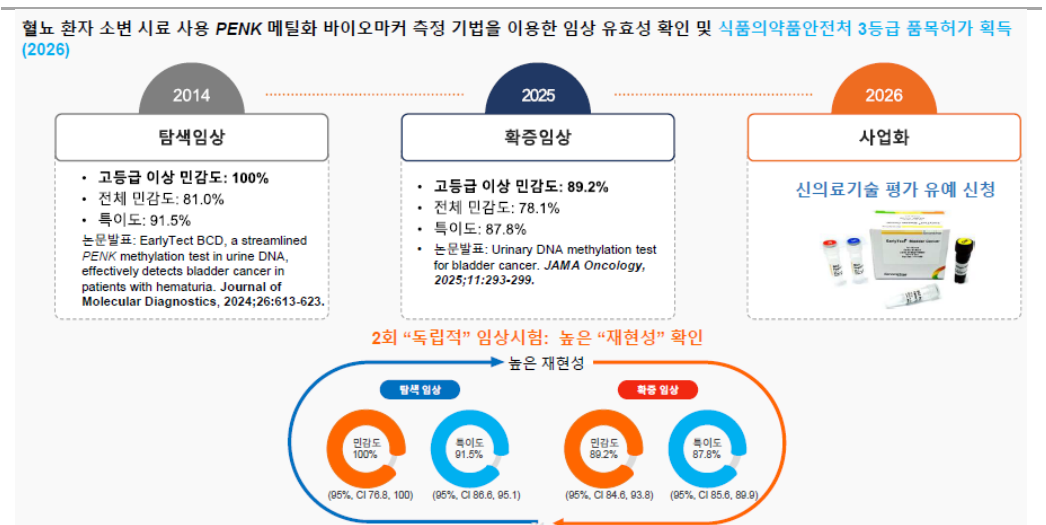 혈뇨 환자 소변 시료 사용 PENK 메틸화 바이오마커 측정 기법을 이용한 임상 유효성 확인 및 식품의약품안전처 3등급 품목허가 획득
(2026)
2014
탐색임상
• 고등급 이상 민감도: 100%
• 전체 민감도: 81.0%
• 특이도: 91.5%
논문발표: EarlyTect BCD, a streamlined
PENK methylation test in urine DNA,
effectively detects bladder cancer in
patients with hematuria. Journal of
Molecular Diagnostics, 2024;26:613-623.
2025
확증임상
• 고등급 이상 민감도: 89.2%
• 전체 민감도: 78.1%
• 특이도: 87.8%
• 논문발표: Urinary DNA methylation test
for bladder cancer. JAMA Oncology,
2025;11:293-299.
2026
사업화
신의료기술 평가 유예 신청
EarlyTect Bladder Cancer
2회 “독립적” 임상시험: 높은 “재현성” 확인
높은 재현성
탐색 임상
민감도
100%
(95%, CI 76.8, 100)
특이도
91.5%
(95%, CI 86.6, 95.1)
확증 임상
민감도
89.2%
(95%, CI 84.6, 93.8)
특이도
87.8%
(95%, CI 85.6, 89.9)